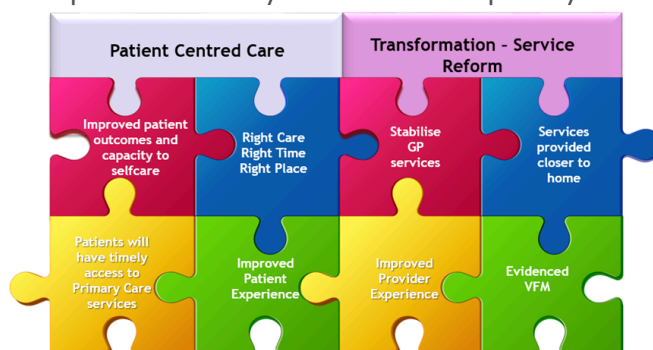 Patient Centred Care
Transformation - Service
Reform
Improved patient
outcomes and
capacity to
selfcare
Right Care
Right Time
Right Place
Stabilise
GP
services
Services
provided
closer to
home
Patients will
have timely
access to
Primary Care
services
Improved
Patient
Experience
Improved
Provider
Experience
Evidenced
VFM